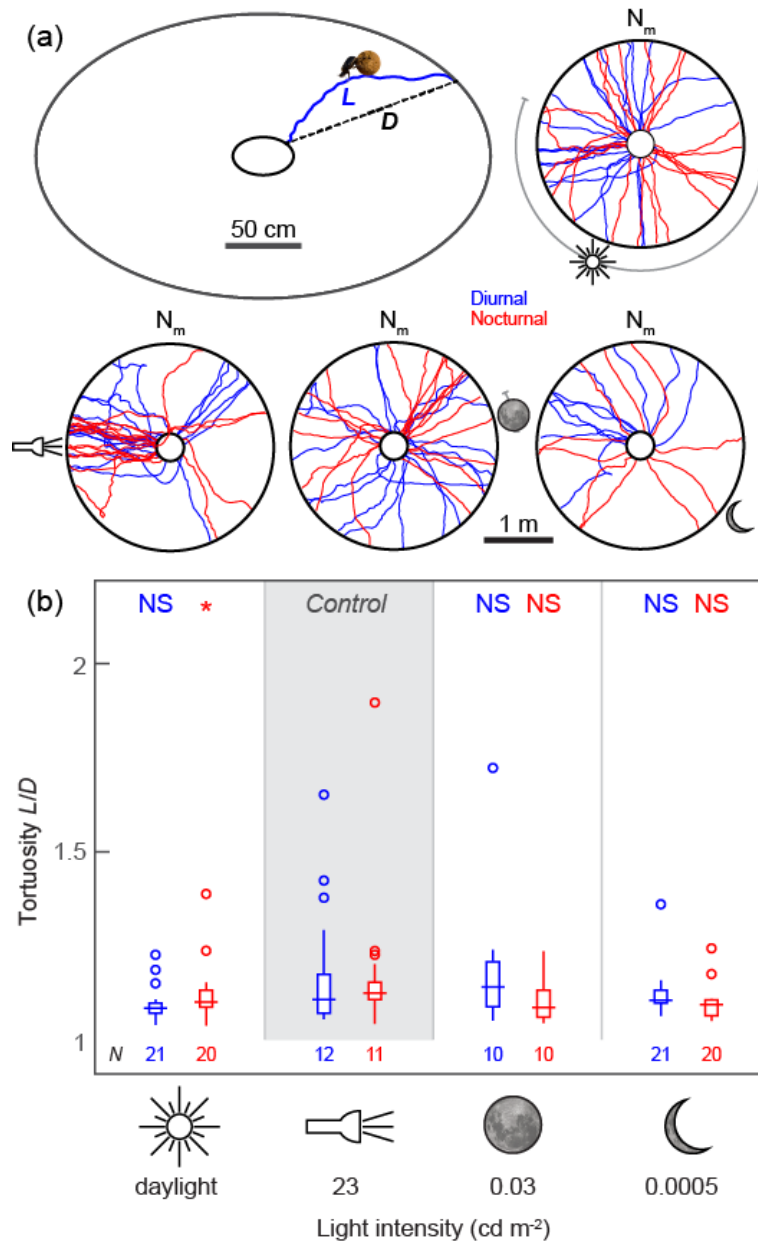 (a)
L
D
50 cm
Nm
Diurnal
Nocturnal
Nm
Nm
Nm
1 m
(b)
NS * Control NS NS NS NS
2
1.5
1
Tortuosity L/D
N 21 20 12 11 10 10 21 20
daylight 23 0.03 0.0005
Light intensity (cd m-2)